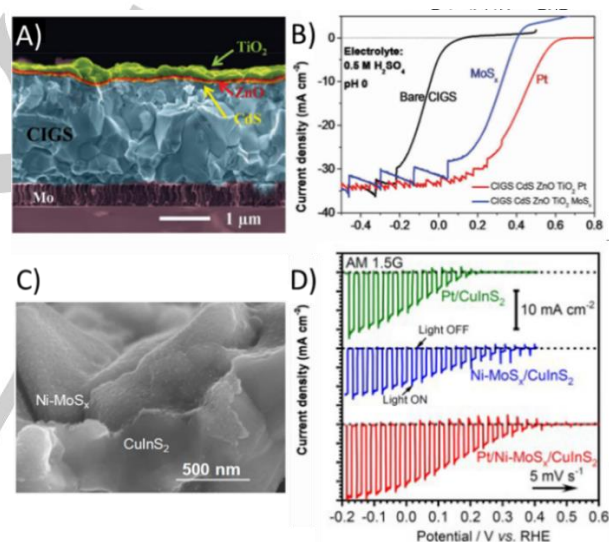 A)
TiO₂
ZnO
CdS
CIGS
Mo
1 µm
B)
Electrolyte:
0.5 M H₂SO₄
pH 0
MoSₓ
Pt
Bare CIGS
CIGS CdS ZnO TiO₂ Pt
CIGS CdS ZnO TiO₂ MoSₓ
Current density (mA cm⁻²)
10
0
-10
-20
-30
-40
-0.4 -0.2 0.0 0.2 0.4 0.6 0.8
C)
Ni-MoSₓ
CuInS₂
500 nm
D)
AM 1.5G
Pt/CuInS₂
10 mA cm⁻²
Light OFF
Ni-MoSₓ/CuInS₂
Light ON
Pt/Ni-MoSₓ/CuInS₂
5 mV s⁻¹
Current density (mA cm⁻²)
-0.2 -0.1 0.0 0.1 0.2 0.3 0.4 0.5 0.6
Potential / V vs. RHE